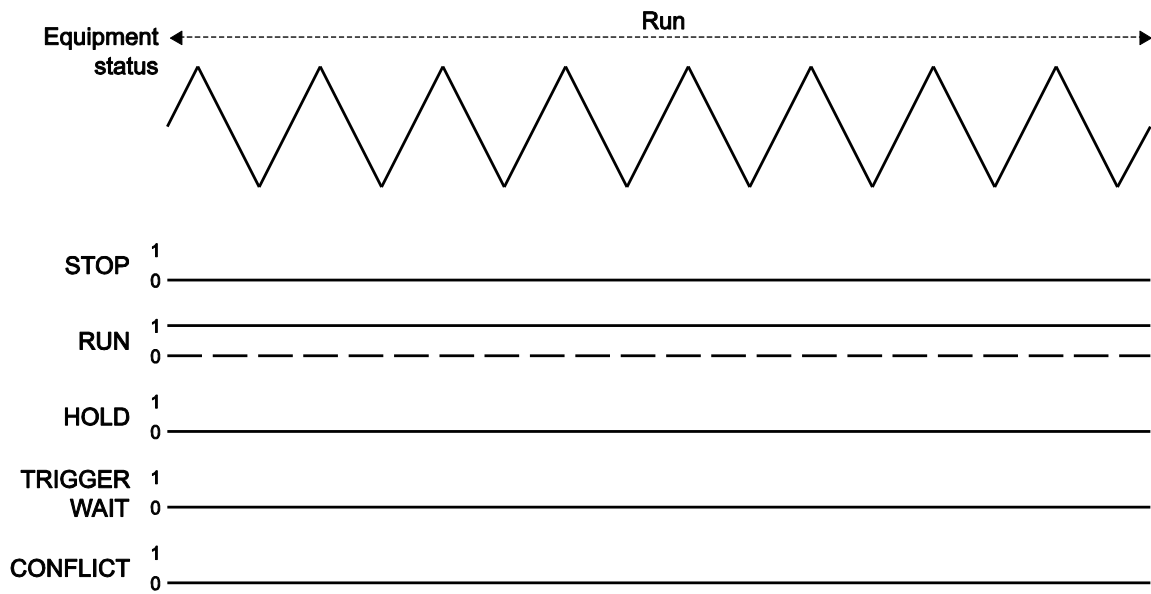 Run
Equipment
status
STOP
1
0
RUN
1
0
HOLD
1
0
TRIGGER
WAIT
1
0
CONFLICT
1
0